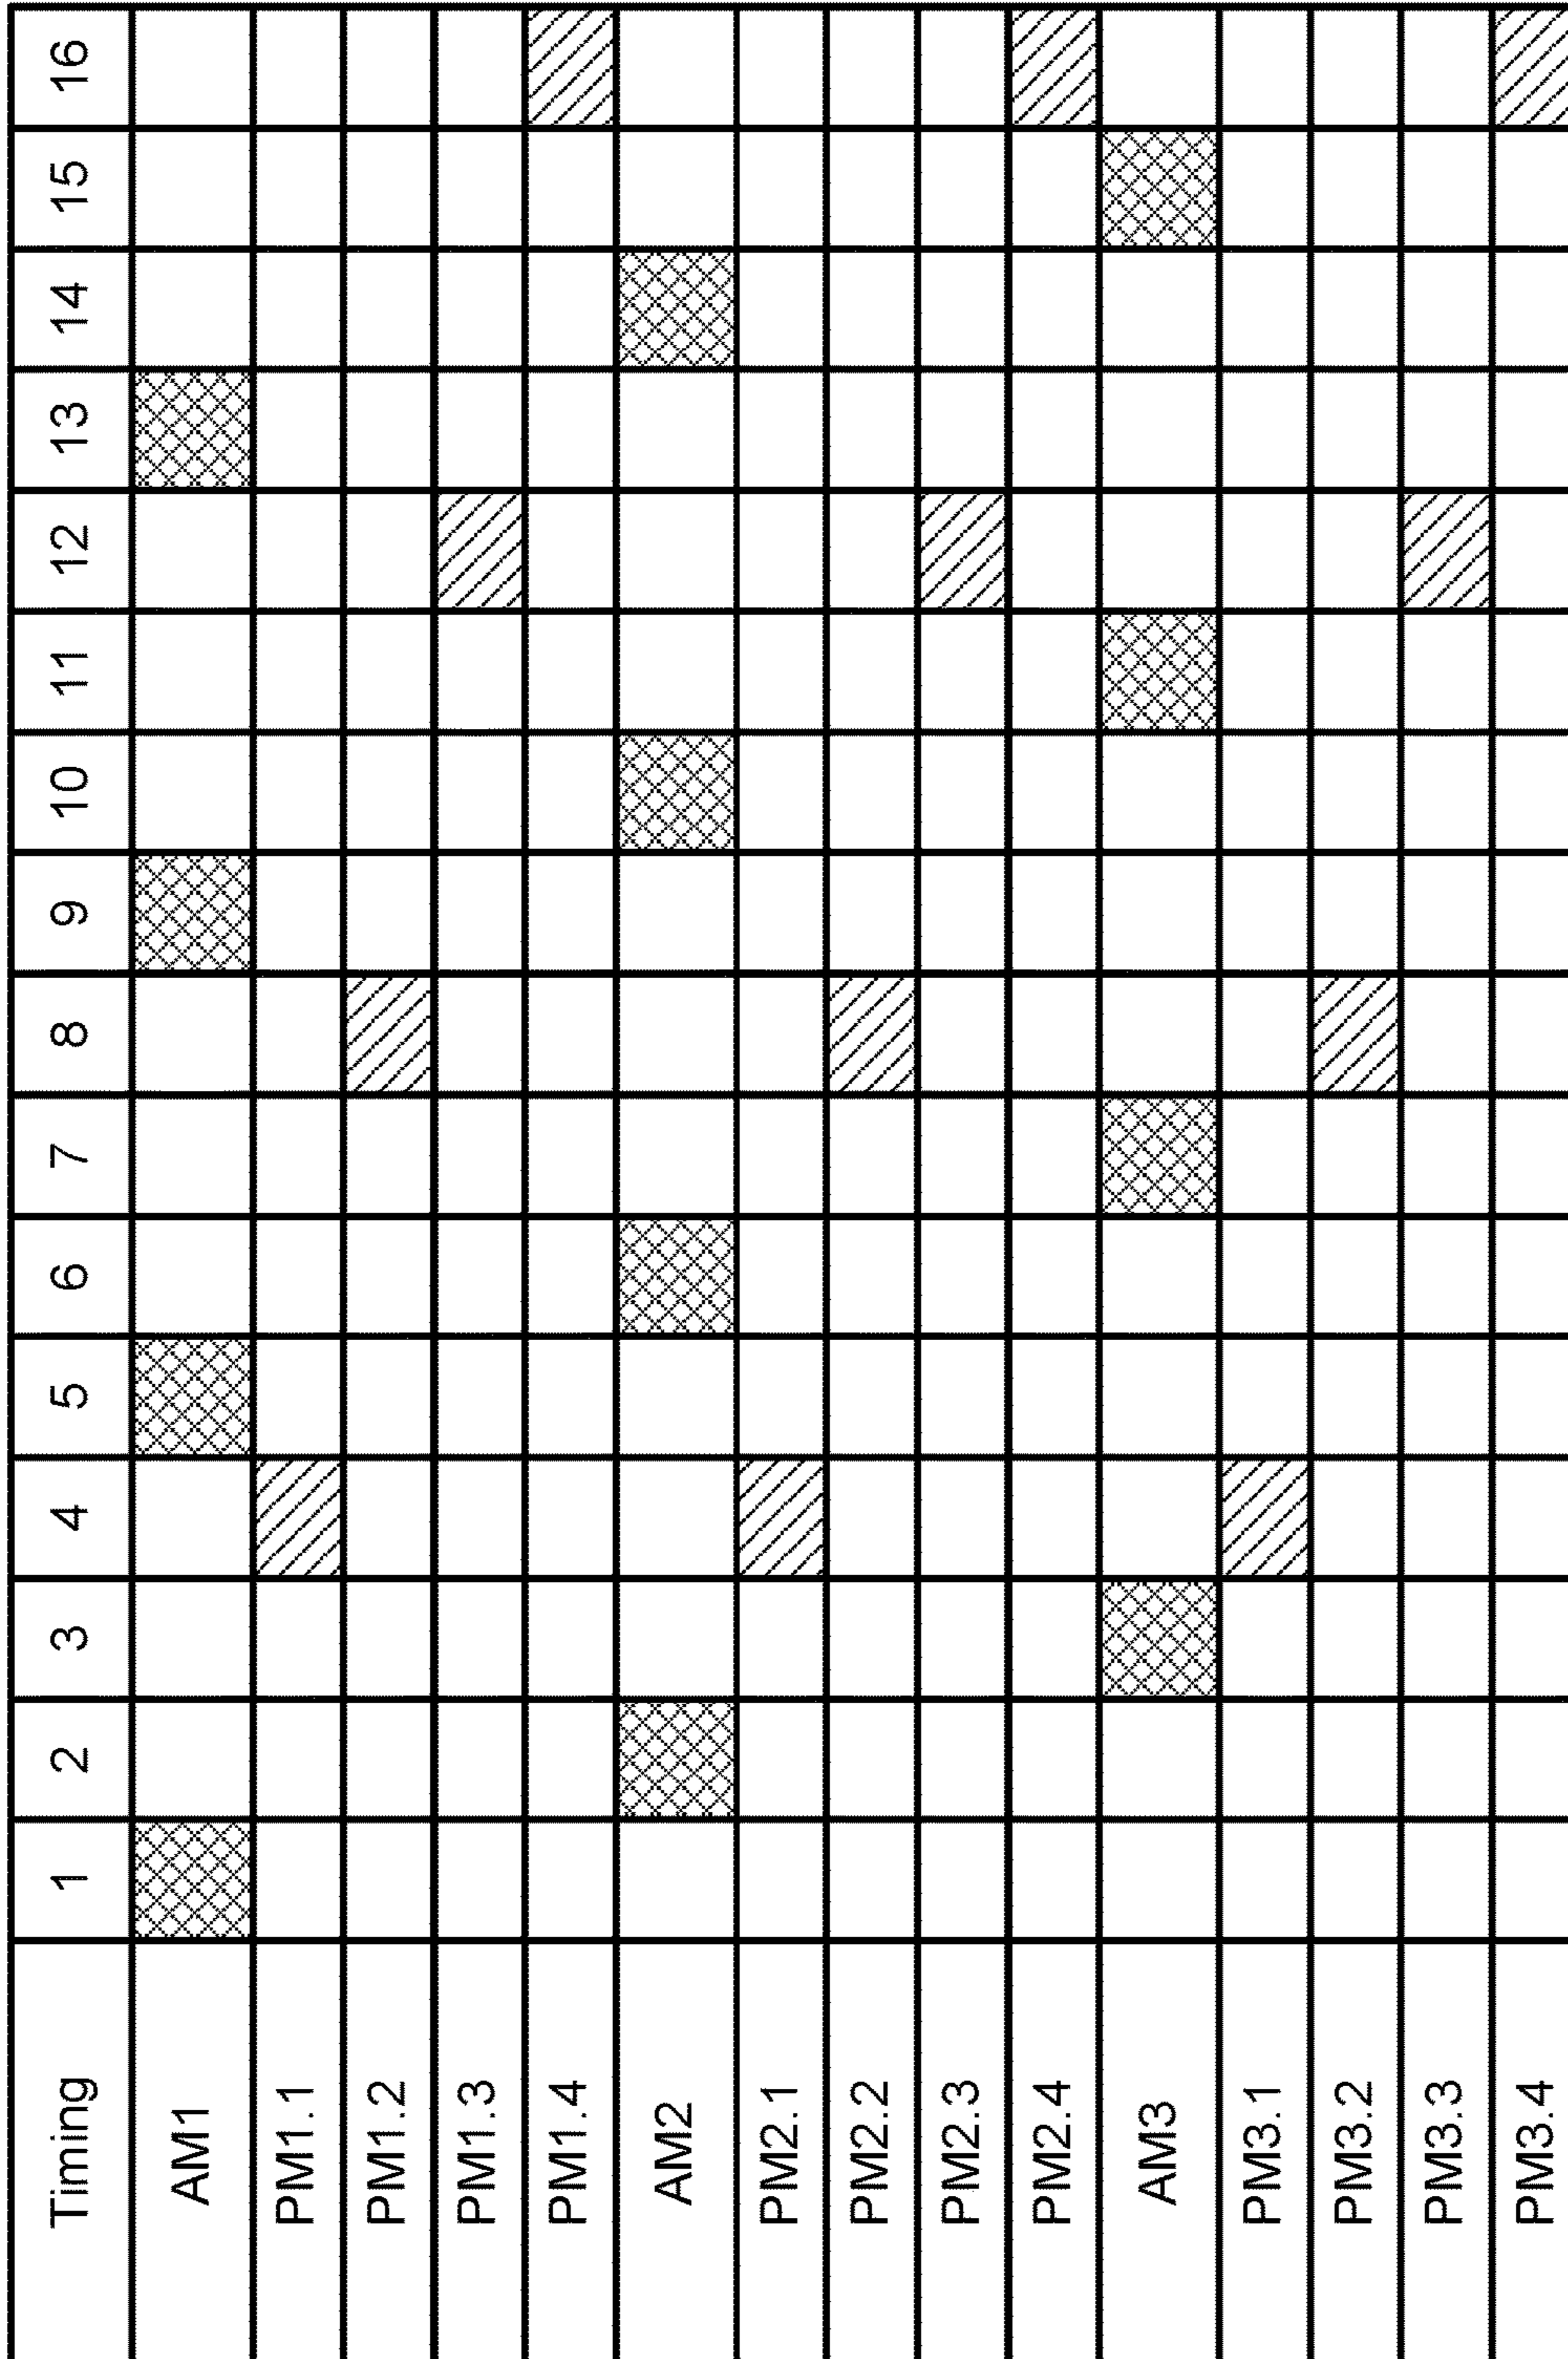 Timing 1 2 3 4 5 6 7 8 9 10 11 12 13 14 15 16
AM1
PM1.1
PM1.2
PM1.3
PM1.4
AM2
PM2.1
PM2.2
PM2.3
PM2.4
AM3
PM3.1
PM3.2
PM3.3
PM3.4